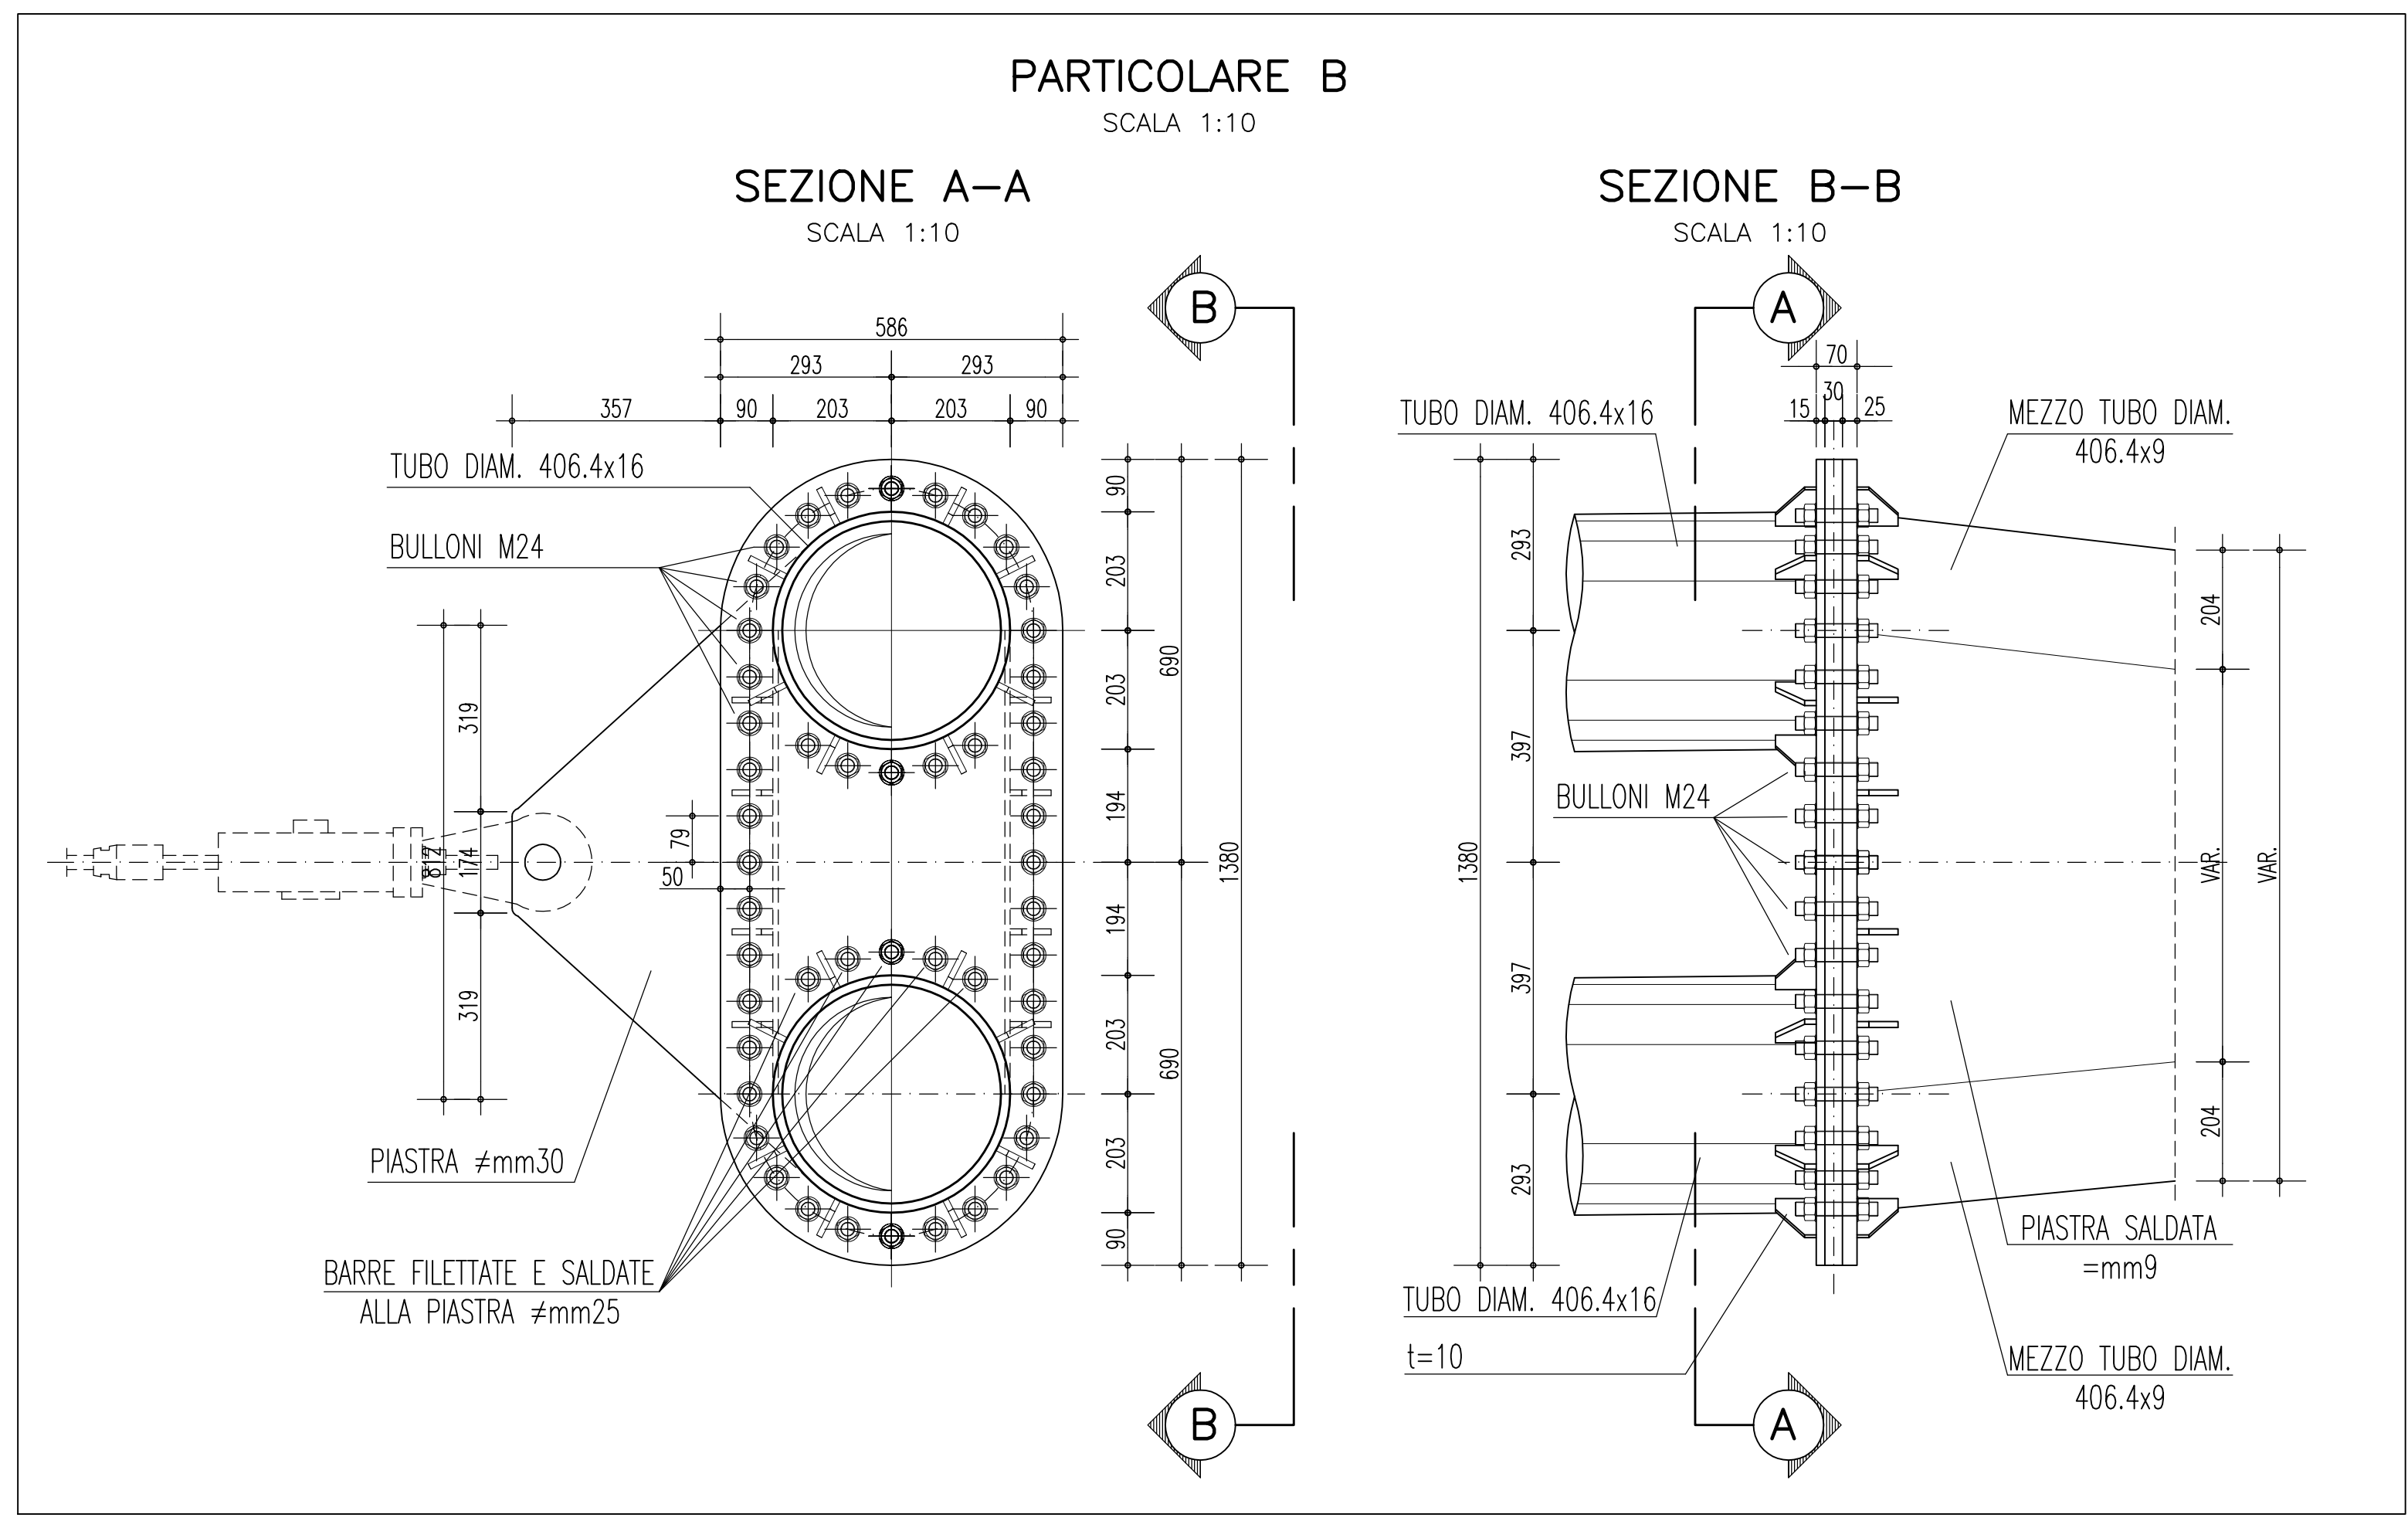 PARTICOLARE B
SCALA 1:10
SEZIONE A-A
SCALA 1:10
SEZIONE B-B
SCALA 1:10
B
A
586
293 293
357 90 203 203 90
70
30
15 25
TUBO DIAM. 406.4x16
BULLONI M24
TUBO DIAM. 406.4x16
MEZZO TUBO DIAM.
406.4x9
319
174
319
79
50
90
203
203
194
194
203
203
90
690
690
1380
1380
293
397
397
293
BULLONI M24
204
VAR.
204
VAR.
PIASTRA ≠mm30
BARRE FILETTATE E SALDATE
ALLA PIASTRA ≠mm25
TUBO DIAM. 406.4x16
t=10
PIASTRA SALDATA
=mm9
MEZZO TUBO DIAM.
406.4x9
B
A